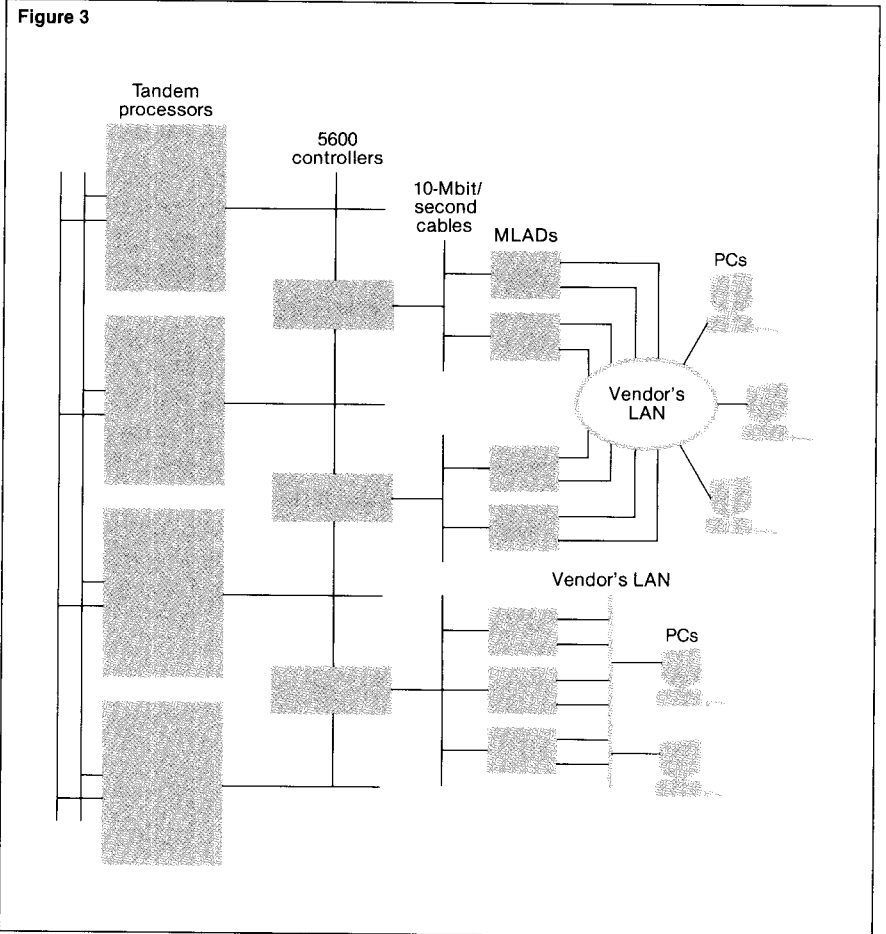 Figure 3
Tandem
processors
5600
controllers
10-Mbit/
second
cables
MLADs
PCs
Vendor's
LAN
Vendor's LAN
PCs